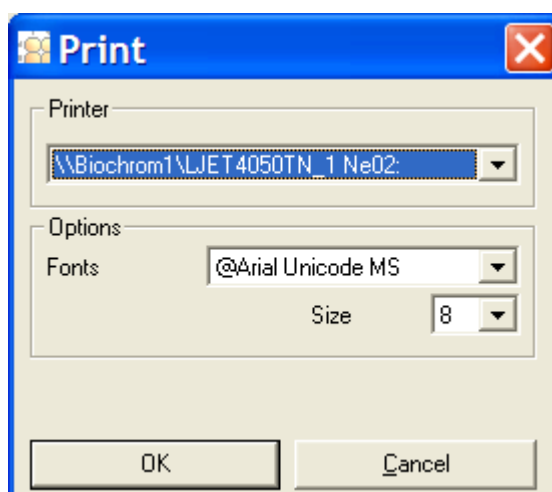 Print
Printer
\\Biochrom1\LJET4050TN_1 Ne02:
Options
Fonts @Arial Unicode MS
Size 8
OK Cancel